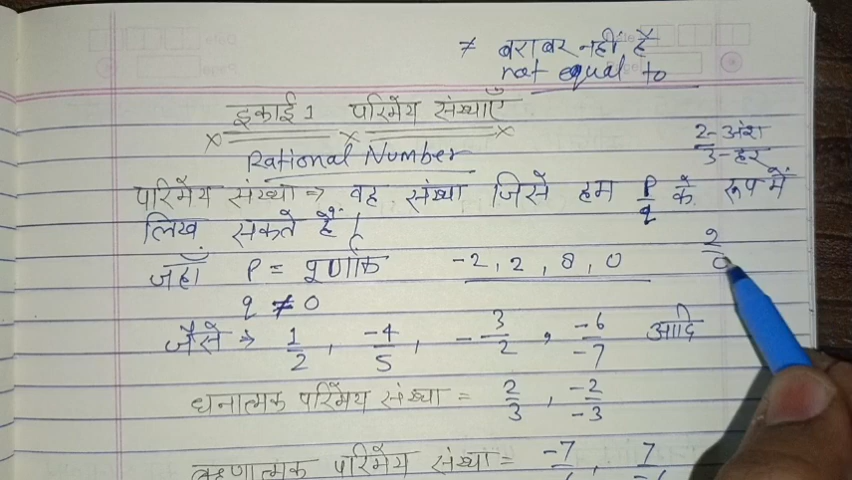 ≠ बराबर नहीं है
not equal to
इकाई 1 परिमेय संख्याएँ
Rational Number
2-अंश
3-हर
परिमेय संख्या ⇒ वह संख्या जिसे हम p/q के रूप में
लिख सकते हैं।
2/0
जहाँ P = पूर्णांक -2, 2, 8, 0
q ≠ 0
जैसे ⇒ 1/2, -4/5, -3/2, -6/-7 आदि
धनात्मक परिमेय संख्या = 2/3, -2/-3
ऋणात्मक परिमेय संख्या = -7 , 7